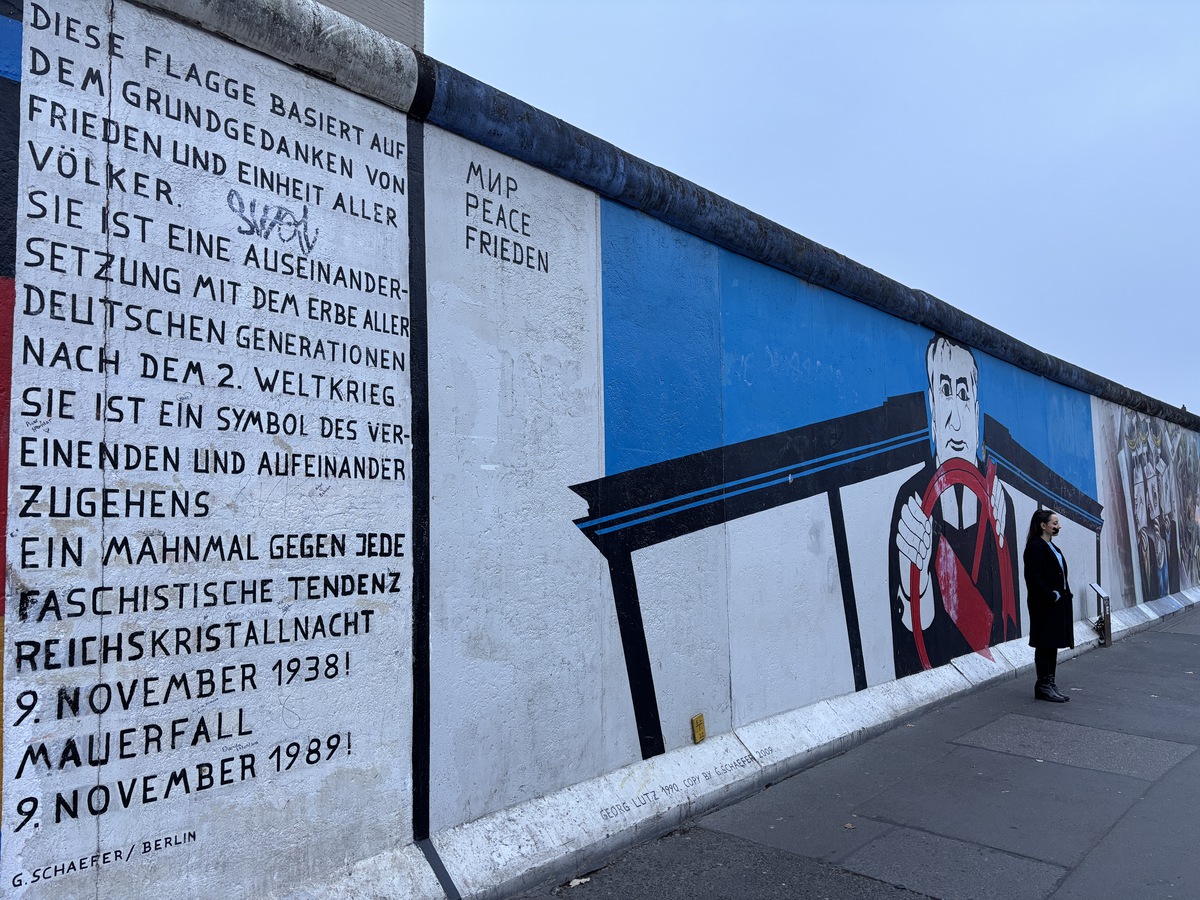 DIESE FLAGGE BASIERT AUF
DEM GRUNDGEDANKEN VON
FRIEDEN UND EINHEIT ALLER
VÖLKER.
SIE IST EINE AUSEINANDER-
SETZUNG MIT DEM ERBE ALLER
DEUTSCHEN GENERATIONEN
NACH DEM 2. WELTKRIEG
SIE IST EIN SYMBOL DES VER-
EINENDEN UND AUFEINANDER
ZUGEHENS
EIN MAHNMAL GEGEN JEDE
FASCHISTISCHE TENDENZ
REICHSKRISTALLNACHT
9. NOVEMBER 1938!
MAUERFALL
9. NOVEMBER 1989!
G. SCHAEFER / BERLIN
МИР
PEACE
FRIEDEN
GEORG LUTZ 1990, COPY BY G. SCHAEFER 2009